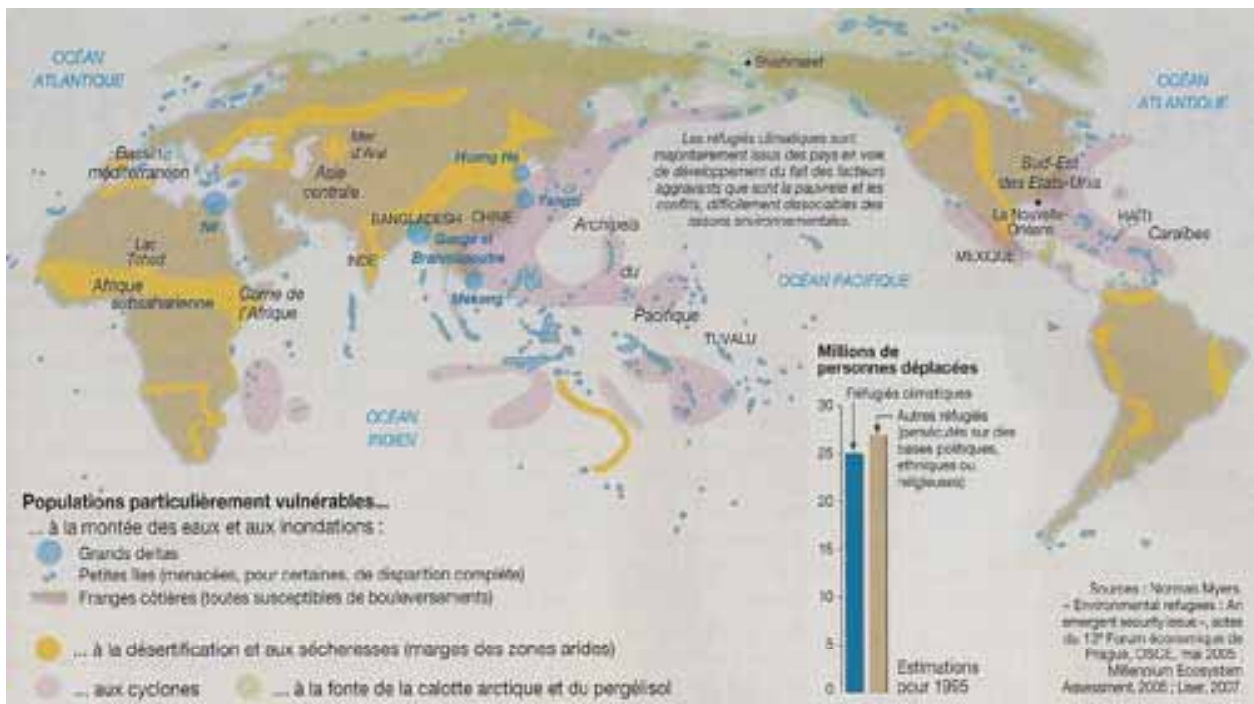 OCÉAN
ATLANTIQUE
Shishmaref
OCÉAN
ATLANTIQUE
Bassin
méditerranéen
Mer
d'Aral
Asie
centrale
Huang He
Yangzi
Les réfugiés climatiques sont
majoritairement issus des pays en voie
de développement du fait des facteurs
aggravants que sont la pauvreté et les
conflits, difficilement dissociables des
raisons environnementales.
Sud-Est
des États-Unis
La Nouvelle-
Orléans
HAÏTI
Caraïbes
MEXIQUE
Nil
BANGLADESH
CHINE
Gange et
Brahmapoutre
INDE
Mekong
Archipels
du
Pacifique
OCÉAN PACIFIQUE
TUVALU
Lac
Tchad
Afrique
subsaharienne
Corne de
l'Afrique
OCÉAN
INDIEN
Millions de
personnes déplacées
Réfugiés climatiques
Autres réfugiés
(persécutés sur des
bases politiques,
ethniques ou
religieuses)
30
25
20
15
10
5
0
Estimations
pour 1995
Populations particulièrement vulnérables...
... à la montée des eaux et aux inondations :
Grands deltas
Petites îles (menacées, pour certaines, de disparition complète)
Franges côtières (toutes susceptibles de bouleversements)
... à la désertification et aux sécheresses (marges des zones arides)
... aux cyclones
... à la fonte de la calotte arctique et du pergélisol
Sources : Norman Myers
« Environmental refugees : An
emergent security issue », actes
du 13e Forum économique de
Prague, OSCE, mai 2005
Millennium Ecosystem
Assessment, 2005 ; Liser, 2007.